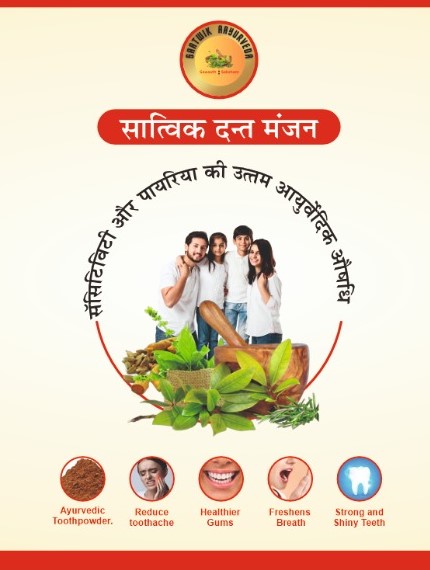 SAATWIK AAYURVEDA
सात्विक दन्त मंजन
सेंसिटिविटी और पायरिया की उत्तम आयुर्वेदिक औषधि
Ayurvedic
Toothpowder.
Reduce
toothache
Healthier
Gums
Freshens
Breath
Strong and
Shiny Teeth